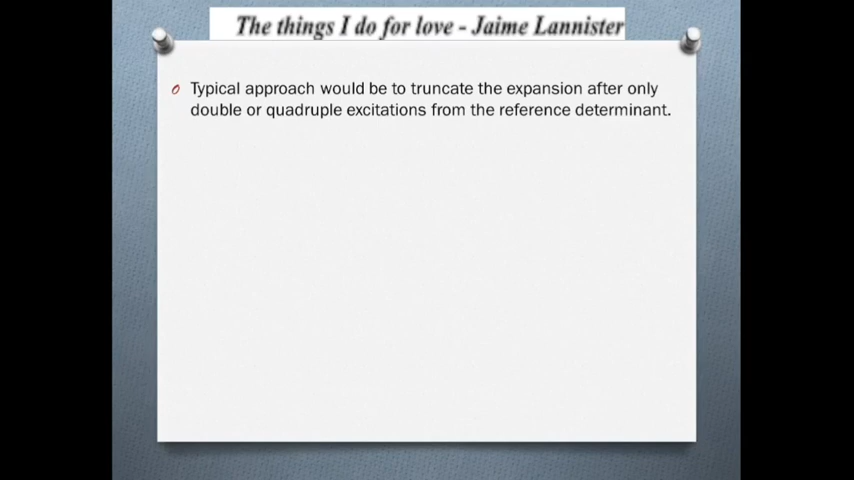 The things I do for love - Jaime Lannister
Typical approach would be to truncate the expansion after only
double or quadruple excitations from the reference determinant.